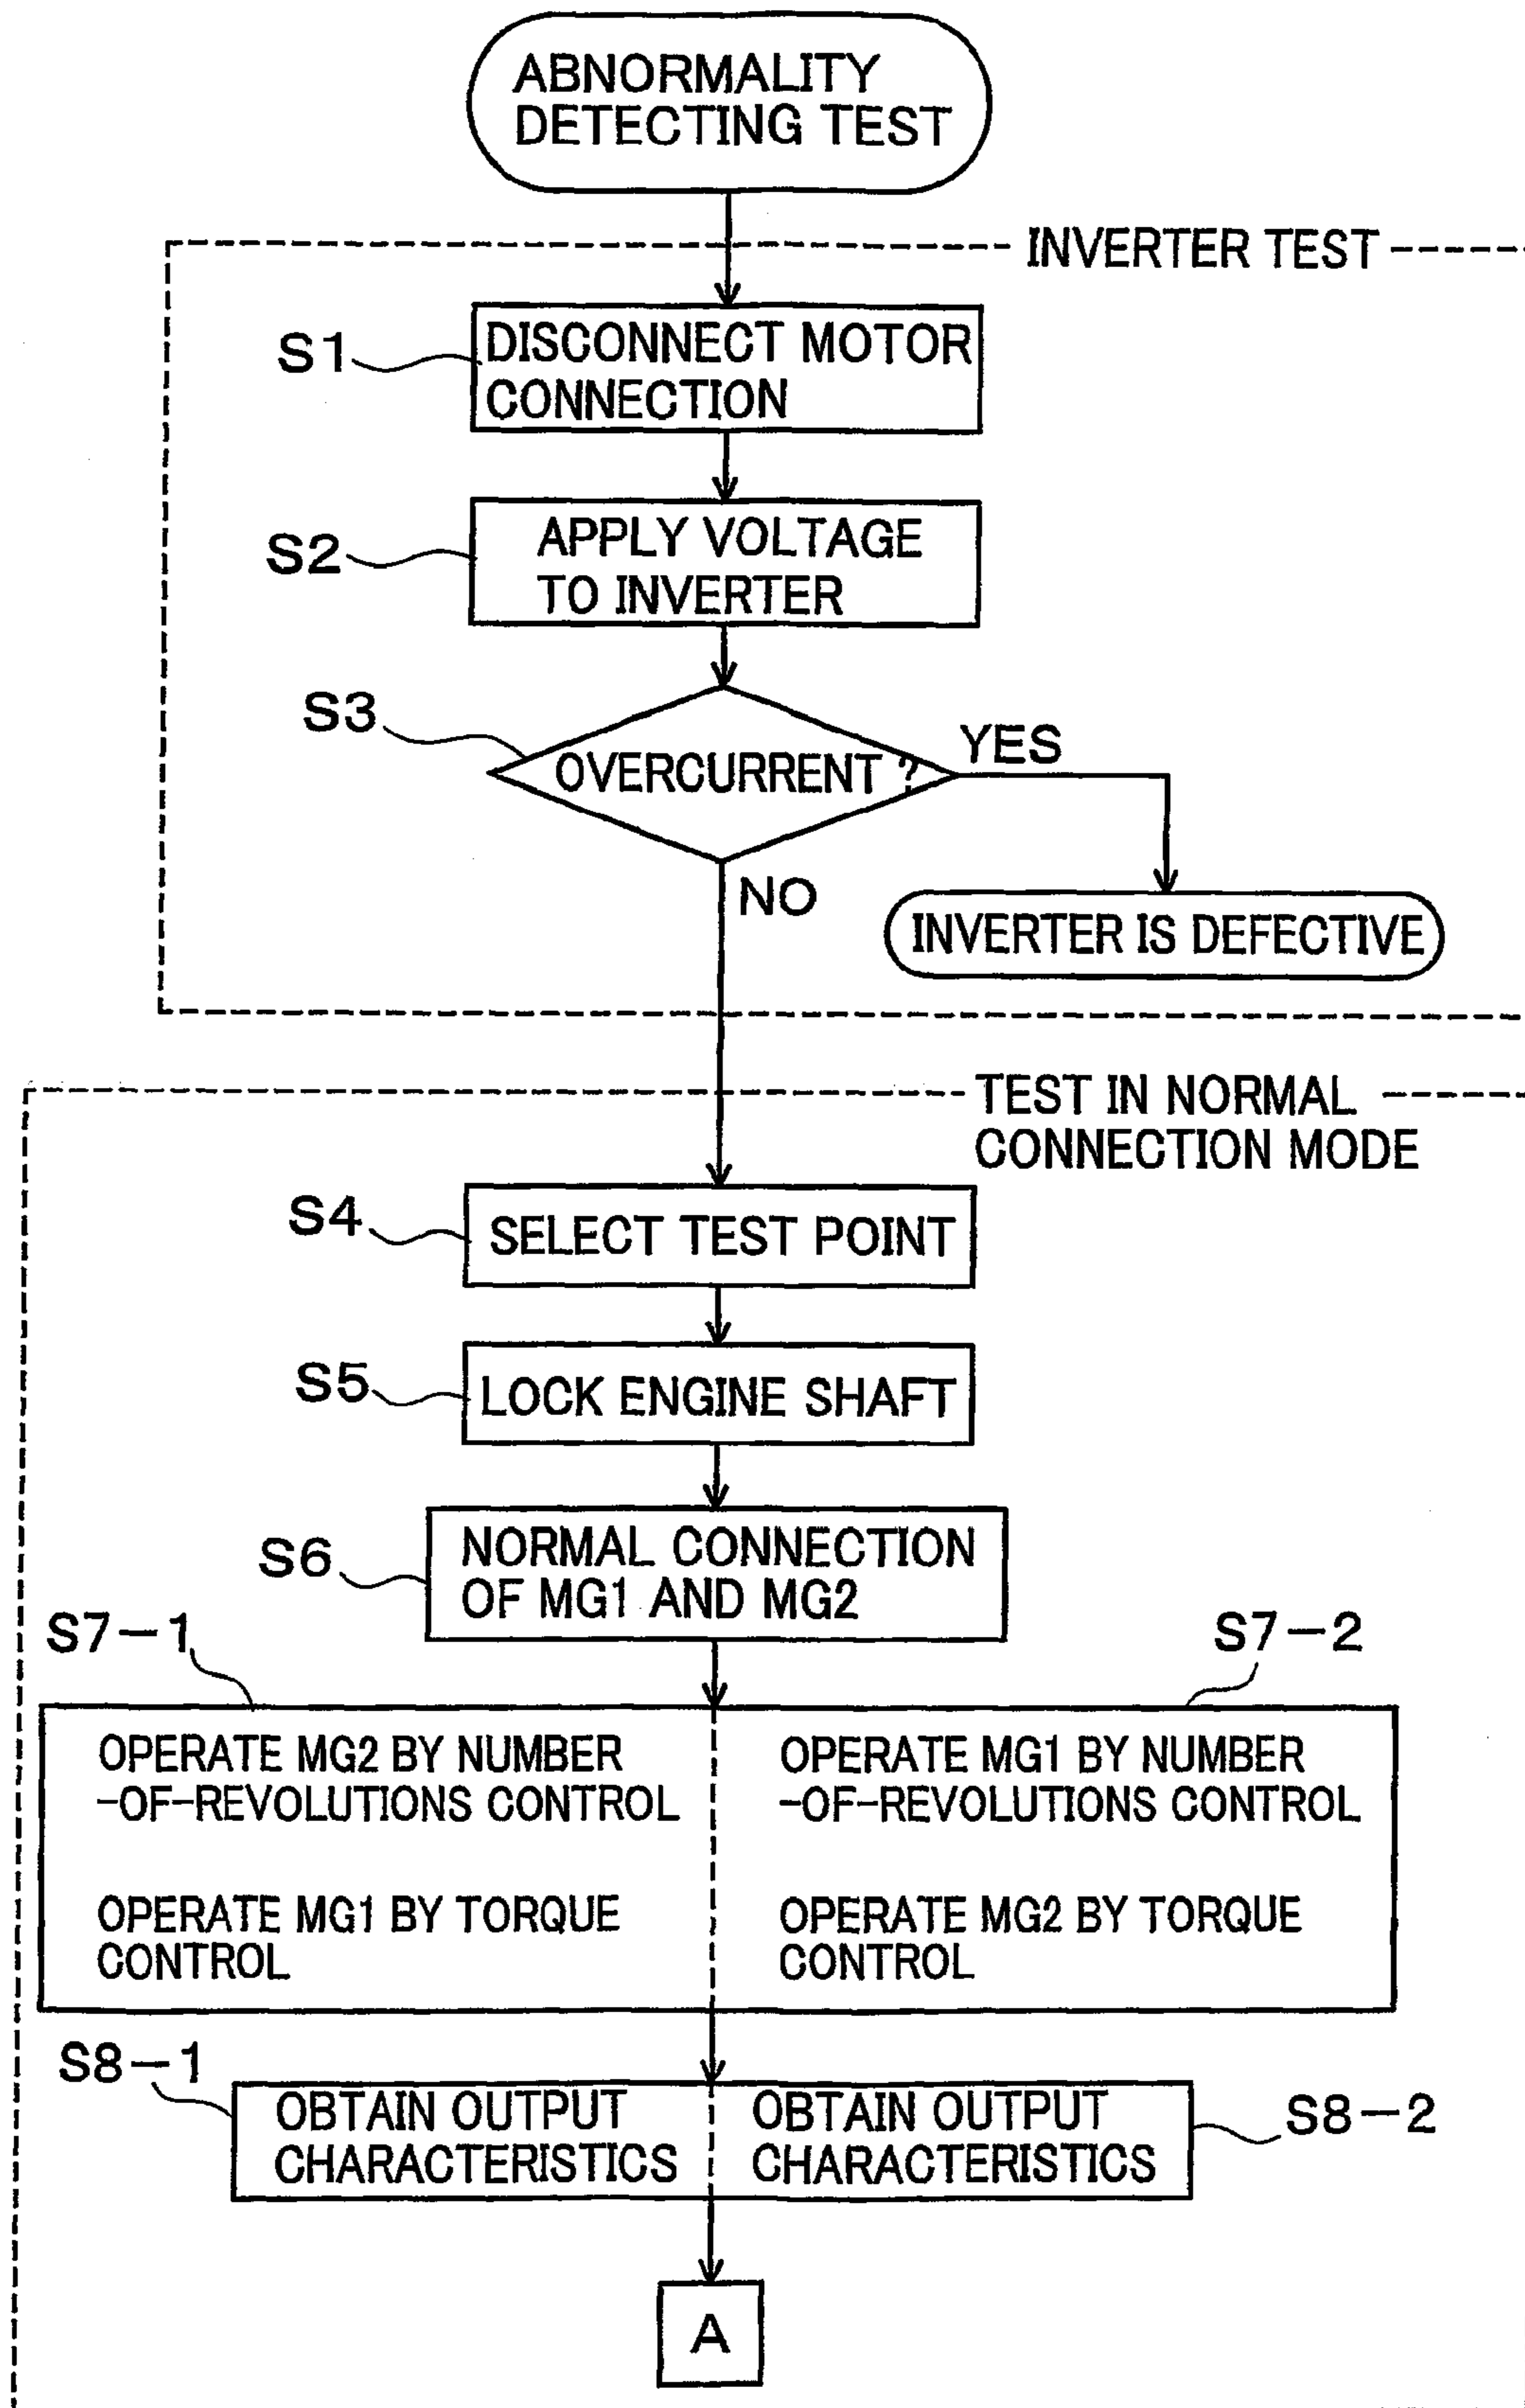 ABNORMALITY
DETECTING TEST
INVERTER TEST
S1
DISCONNECT MOTOR
CONNECTION
S2
APPLY VOLTAGE
TO INVERTER
S3
OVERCURRENT ?
YES
NO
INVERTER IS DEFECTIVE
TEST IN NORMAL
CONNECTION MODE
S4
SELECT TEST POINT
S5
LOCK ENGINE SHAFT
S6
NORMAL CONNECTION
OF MG1 AND MG2
S7-1
S7-2
OPERATE MG2 BY NUMBER
-OF-REVOLUTIONS CONTROL
OPERATE MG1 BY TORQUE
CONTROL
OPERATE MG1 BY NUMBER
-OF-REVOLUTIONS CONTROL
OPERATE MG2 BY TORQUE
CONTROL
S8-1
OBTAIN OUTPUT
CHARACTERISTICS
OBTAIN OUTPUT
CHARACTERISTICS
S8-2
A